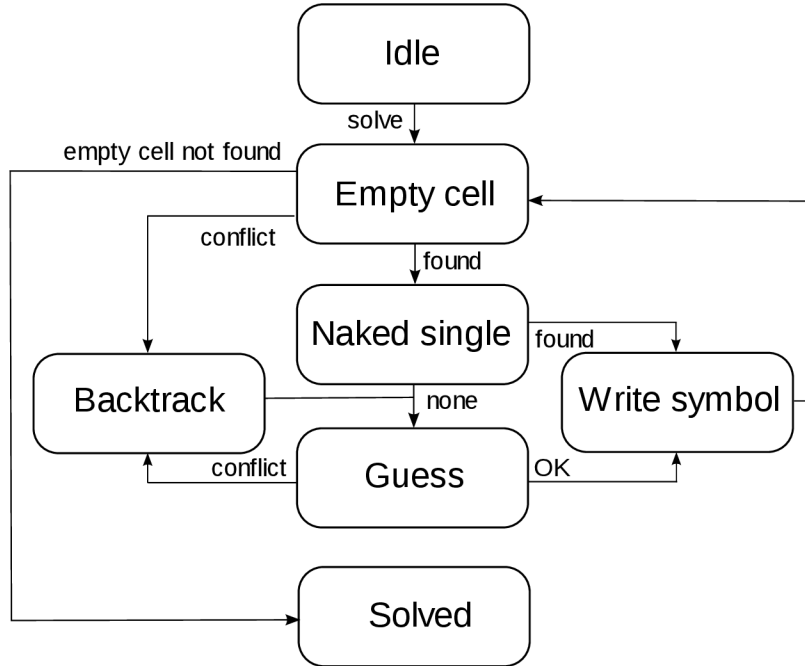 Idle
solve
empty cell not found
Empty cell
conflict
found
Naked single
found
Backtrack
none
Write symbol
conflict
Guess
OK
Solved